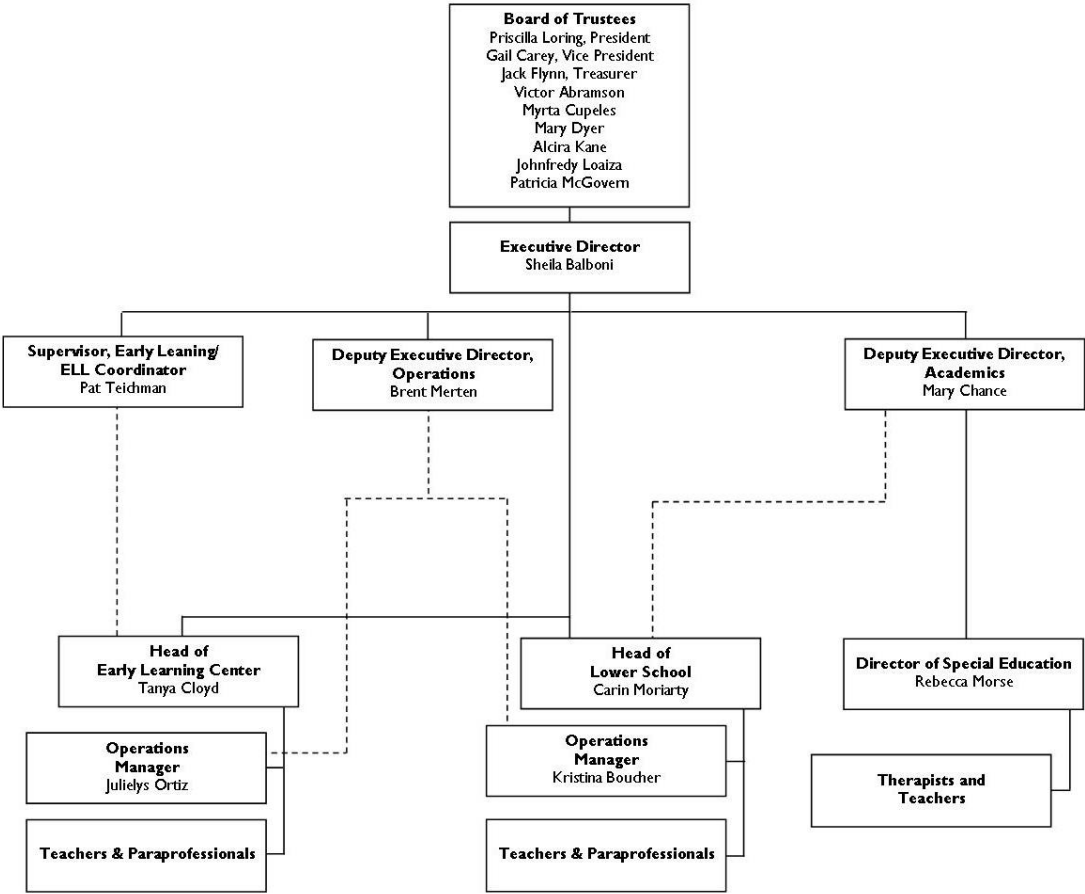 Board of Trustees
Priscilla Loring, President
Gail Carey, Vice President
Jack Flynn, Treasurer
Victor Abramson
Myrta Cupeles
Mary Dyer
Alcira Kane
Johnfredy Loaiza
Patricia McGovern
Executive Director
Sheila Balboni
Supervisor, Early Leaning/
ELL Coordinator
Pat Teichman
Deputy Executive Director,
Operations
Brent Merten
Deputy Executive Director,
Academics
Mary Chance
Head of
Early Learning Center
Tanya Cloyd
Head of
Lower School
Carin Moriarty
Director of Special Education
Rebecca Morse
Operations
Manager
Julielys Ortiz
Operations
Manager
Kristina Boucher
Therapists and
Teachers
Teachers & Paraprofessionals
Teachers & Paraprofessionals